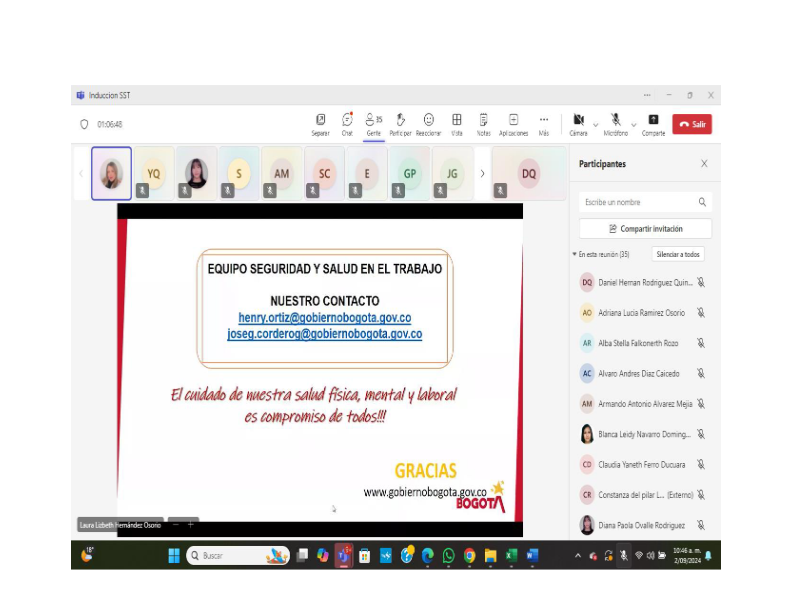 Induccion SST
01:06:48
Separar
Chat
35
Gente
Participar
Reaccionar
Vista
Notas
Aplicaciones
Más
Cámara
Micrófono
Compartir
Salir
YQ
S
AM
SC
E
GP
JG
DQ
EQUIPO SEGURIDAD Y SALUD EN EL TRABAJO
NUESTRO CONTACTO
henry.ortiz@gobiernobogota.gov.co
joseg.corderog@gobiernobogota.gov.co
El cuidado de nuestra salud física, mental y laboral
es compromiso de todos!!!
GRACIAS
www.gobiernobogota.gov.co
BOGOTÁ
Laura Lizbeth Hernández Osorio
Participantes
Escribe un nombre
Compartir invitación
En esta reunión (35)
Silenciar a todos
DQ Daniel Hernan Rodriguez Quin...
AO Adriana Lucia Ramirez Osorio
AR Alba Stella Falkonerth Rozo
AC Alvaro Andres Diaz Caicedo
AM Armando Antonio Alvarez Mejia
Blanca Leidy Navarro Doming...
CD Claudia Yaneth Ferro Ducuara
CR Constanza del pilar L... (Externo)
Diana Paola Ovalle Rodriguez
18°
Buscar
10:46 a. m.
2/09/2024